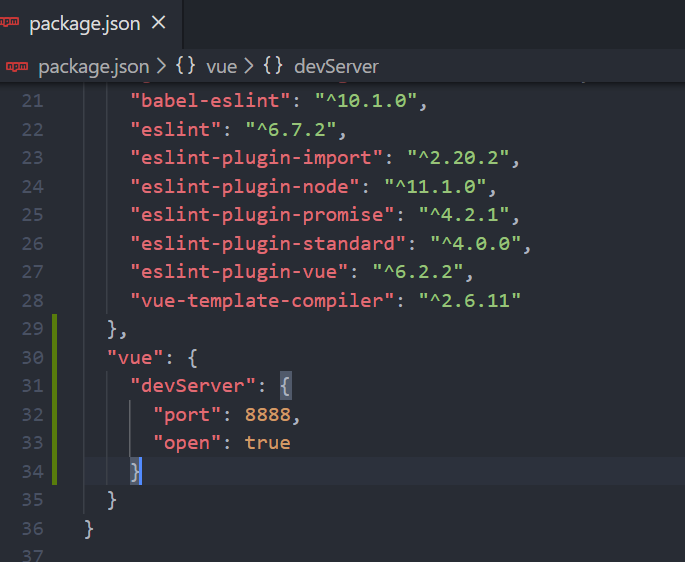 npm package.json ×
npm package.json > {} vue > {} devServer
21 "babel-eslint": "^10.1.0",
22 "eslint": "^6.7.2",
23 "eslint-plugin-import": "^2.20.2",
24 "eslint-plugin-node": "^11.1.0",
25 "eslint-plugin-promise": "^4.2.1",
26 "eslint-plugin-standard": "^4.0.0",
27 "eslint-plugin-vue": "^6.2.2",
28 "vue-template-compiler": "^2.6.11"
29 },
30 "vue": {
31 "devServer": {
32 "port": 8888,
33 "open": true
34 }
35 }
36 }
37